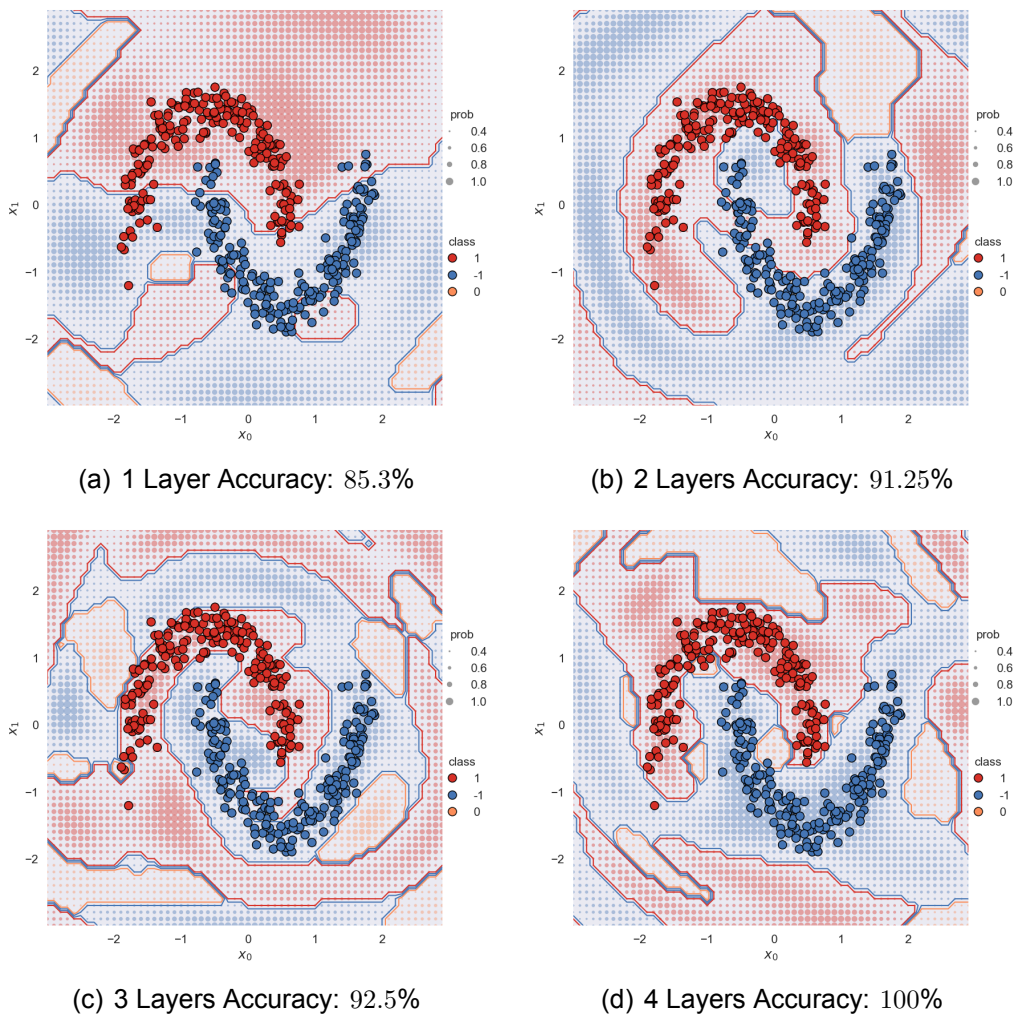 2
1
0
−1
−2
x₁
−2 −1 0 1 2
x₀
prob
0.4
0.6
0.8
1.0
class
1
-1
0
(a) 1 Layer Accuracy: 85.3%
2
1
0
−1
−2
x₁
−2 −1 0 1 2
x₀
prob
0.4
0.6
0.8
1.0
class
1
-1
0
(b) 2 Layers Accuracy: 91.25%
2
1
0
−1
−2
x₁
−2 −1 0 1 2
x₀
prob
0.4
0.6
0.8
1.0
class
1
-1
0
(c) 3 Layers Accuracy: 92.5%
2
1
0
−1
−2
x₁
−2 −1 0 1 2
x₀
prob
0.4
0.6
0.8
1.0
class
1
-1
0
(d) 4 Layers Accuracy: 100%